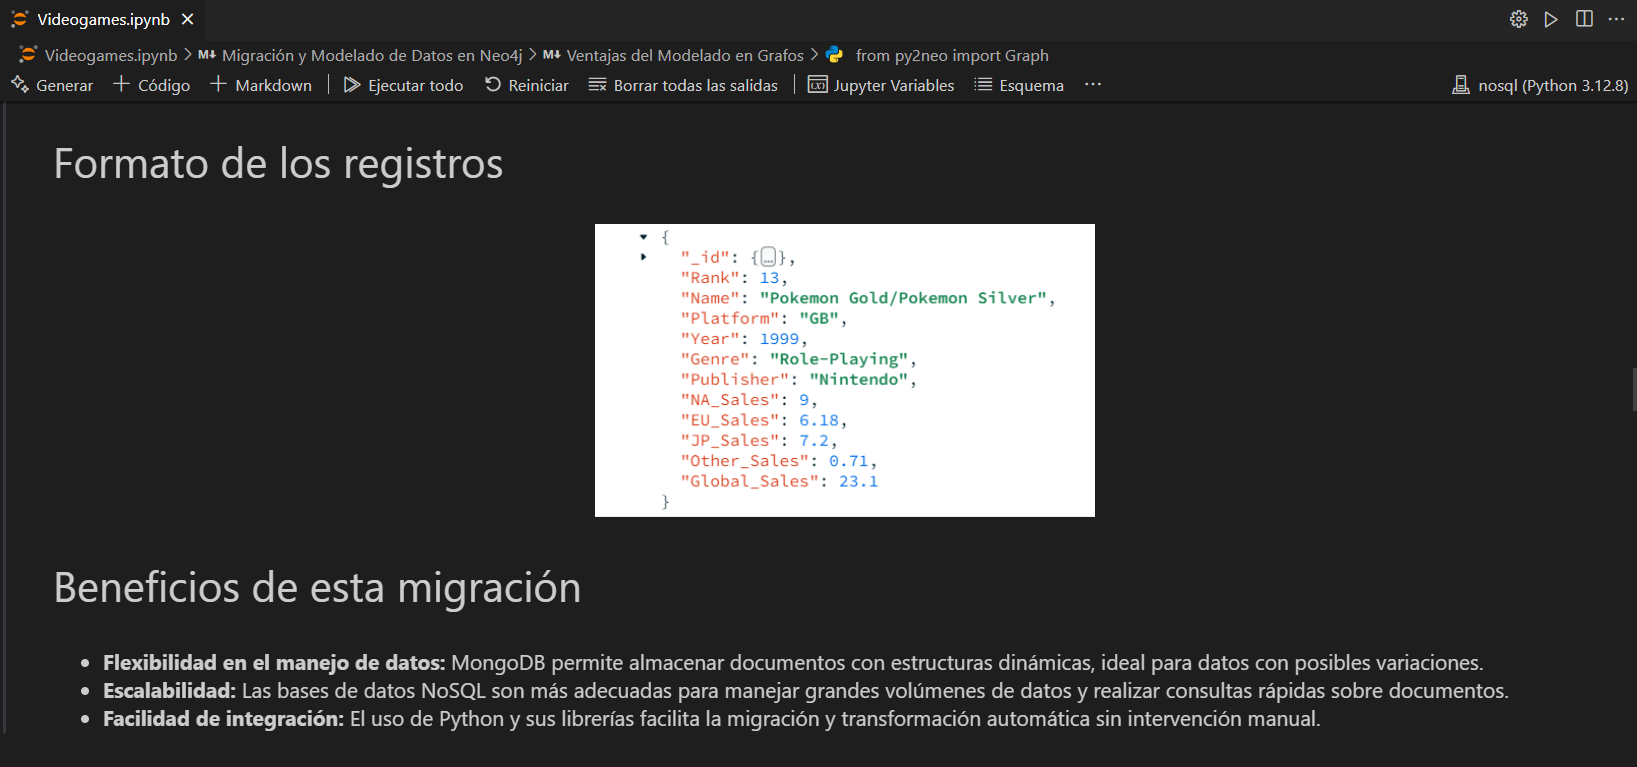 Videogames.ipynb
Videogames.ipynb > M↓ Migración y Modelado de Datos en Neo4j > M↓ Ventajas del Modelado en Grafos > from py2neo import Graph
Generar + Código + Markdown | Ejecutar todo Reiniciar Borrar todas las salidas | Jupyter Variables Esquema ... nosql (Python 3.12.8)
Formato de los registros
{
"_id": {...},
"Rank": 13,
"Name": "Pokemon Gold/Pokemon Silver",
"Platform": "GB",
"Year": 1999,
"Genre": "Role-Playing",
"Publisher": "Nintendo",
"NA_Sales": 9,
"EU_Sales": 6.18,
"JP_Sales": 7.2,
"Other_Sales": 0.71,
"Global_Sales": 23.1
}
Beneficios de esta migración
• Flexibilidad en el manejo de datos: MongoDB permite almacenar documentos con estructuras dinámicas, ideal para datos con posibles variaciones.
• Escalabilidad: Las bases de datos NoSQL son más adecuadas para manejar grandes volúmenes de datos y realizar consultas rápidas sobre documentos.
• Facilidad de integración: El uso de Python y sus librerías facilita la migración y transformación automática sin intervención manual.